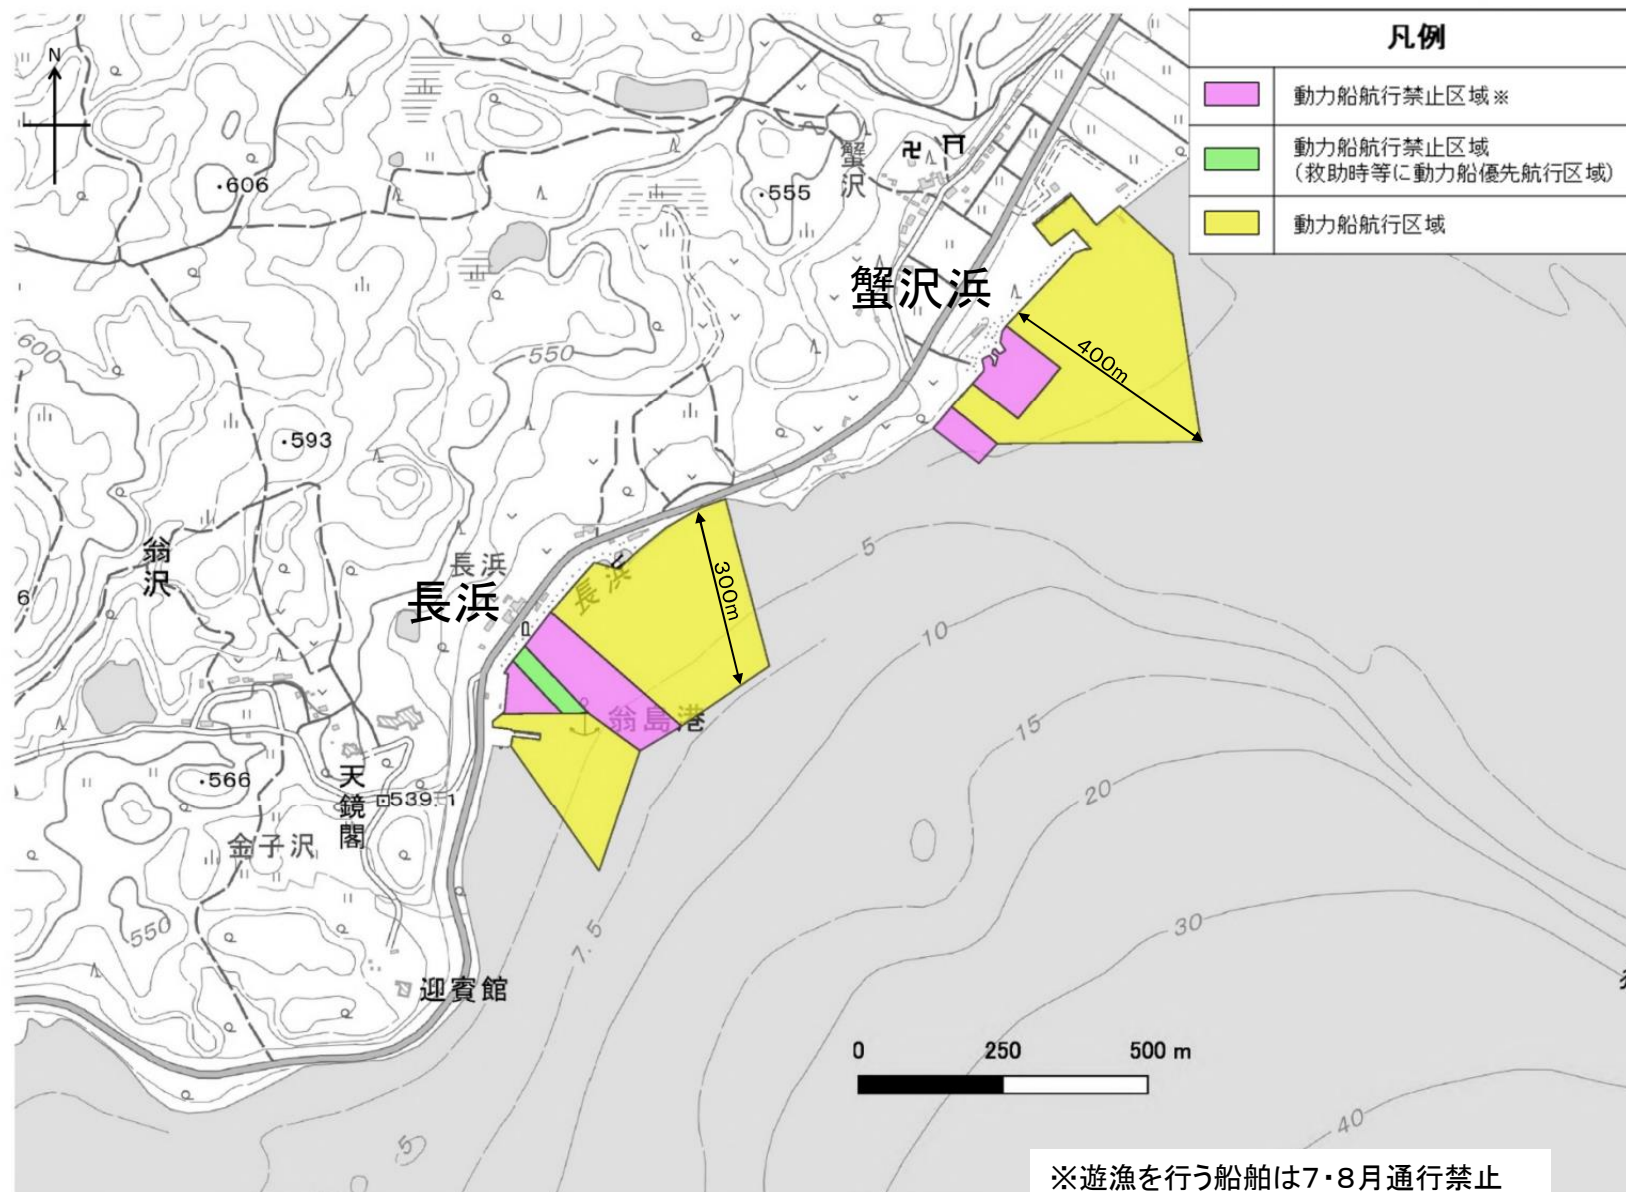 凡例
動力船航行禁止区域※
動力船航行禁止区域
(救助時等に動力船優先航行区域)
動力船航行区域
N
606
555
蟹沢
蟹沢浜
400m
600
550
593
翁沢
長浜
長浜
長浜
300m
5
10
翁島港
15
20
566
天鏡閣
539.1
金子沢
30
550
7.5
迎賓館
0 250 500 m
40
5
6
※遊漁を行う船舶は7・8月通行禁止